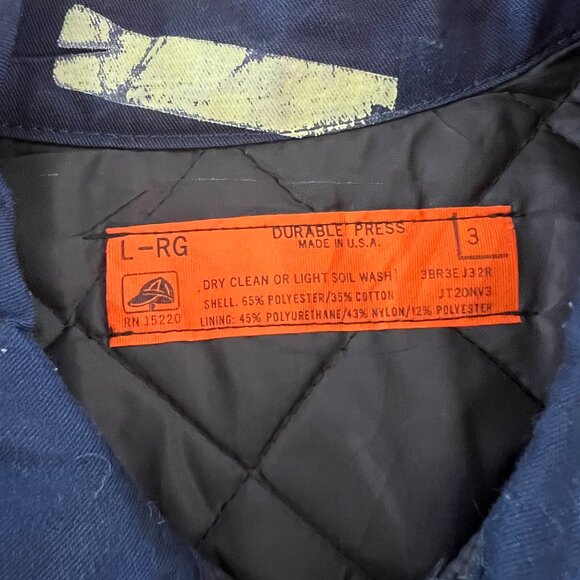 L-RG
DURABLE PRESS
MADE IN U.S.A.
3
DRY CLEAN OR LIGHT SOIL WASH 1
3BR3EJ32R
SHELL. 65% POLYESTER/35% COTTON
JT20NV3
RN 15220
LINING: 45% POLYURETHANE/43% NYLON/12% POLYESTER